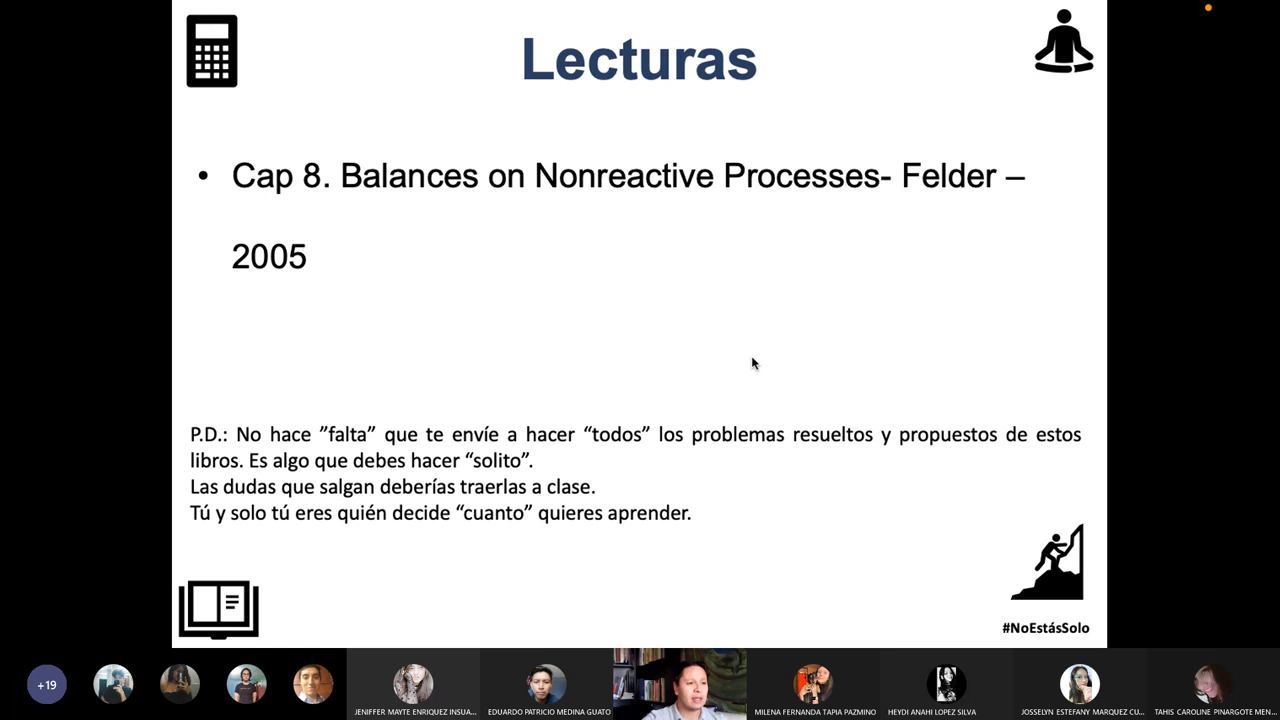 Lecturas
• Cap 8. Balances on Nonreactive Processes- Felder –
2005
P.D.: No hace ”falta” que te envíe a hacer “todos” los problemas resueltos y propuestos de estos
libros. Es algo que debes hacer “solito”.
Las dudas que salgan deberías traerlas a clase.
Tú y solo tú eres quién decide “cuanto” quieres aprender.
#NoEstásSolo
+19
JENIFFER MAYTE ENRIQUEZ INSUA...
EDUARDO PATRICIO MEDINA GUATO
MILENA FERNANDA TAPIA PAZMINO
HEYDI ANAHI LOPEZ SILVA
JOSSELYN ESTEFANY MARQUEZ CU...
TAHIS CAROLINE PINARGOTE MEN...